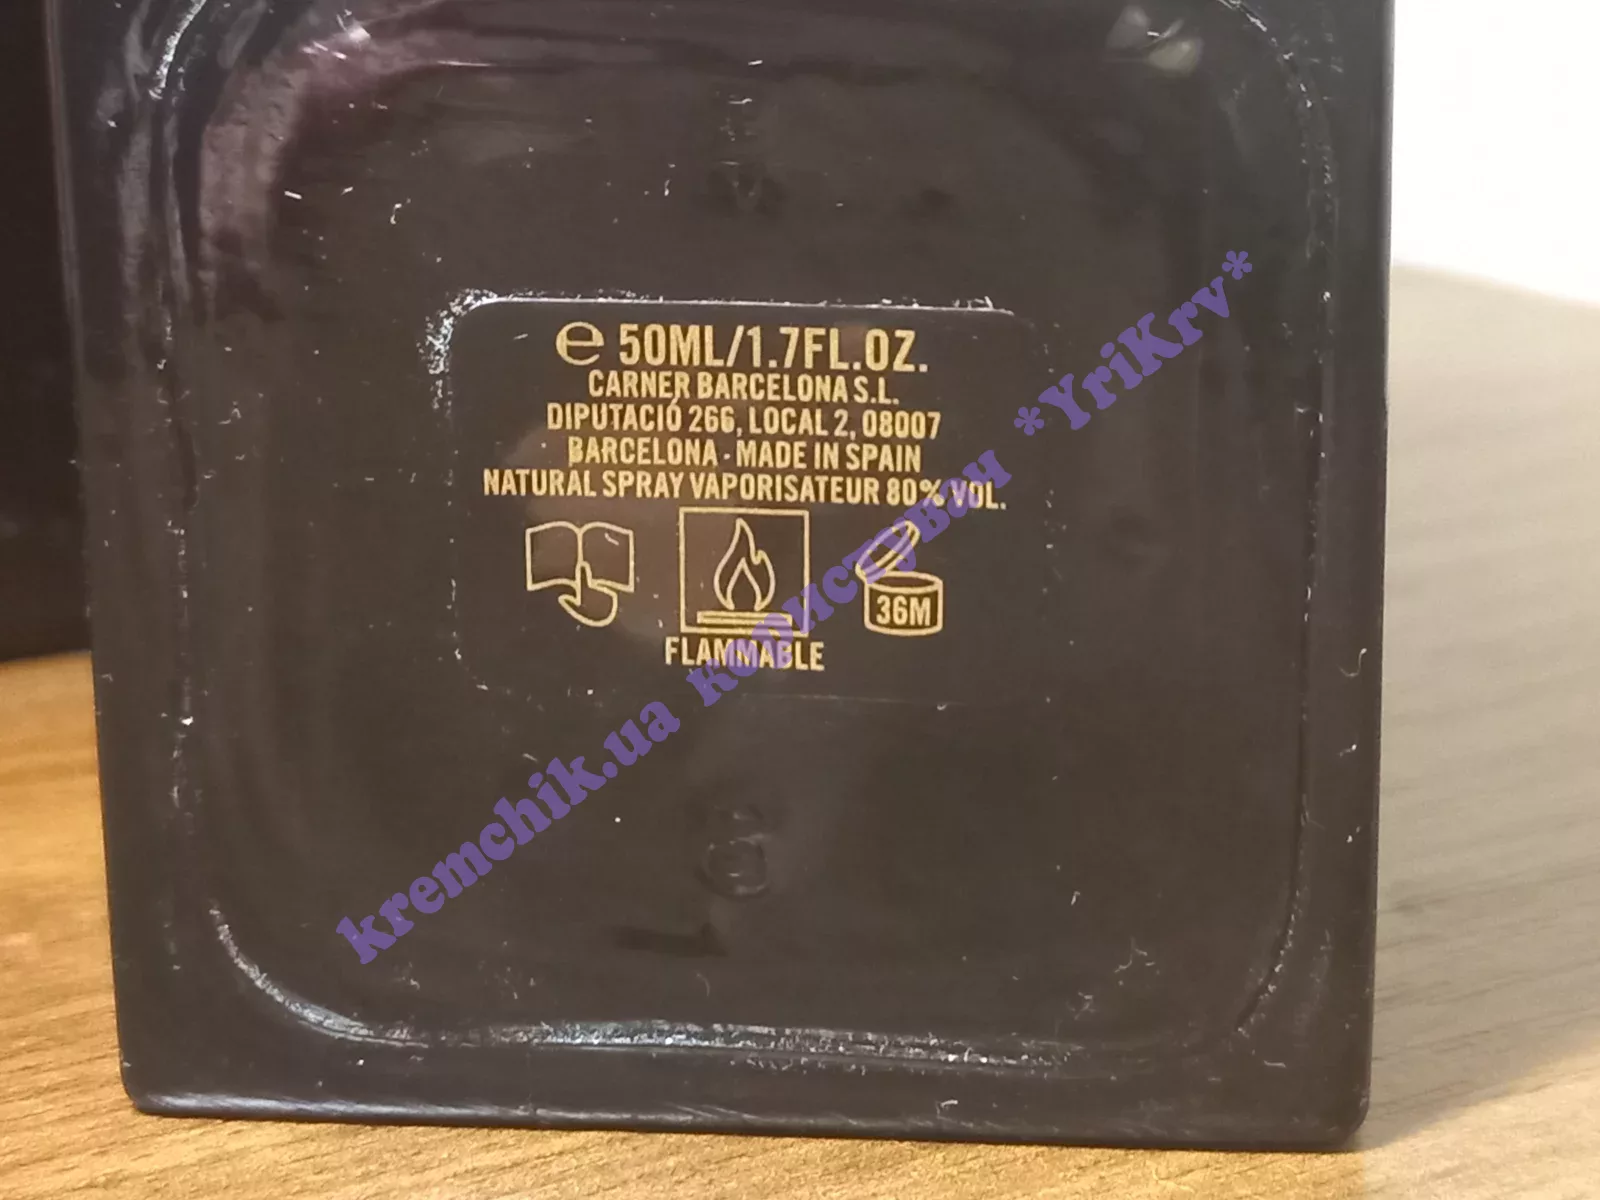 ℮ 50ML/1.7FL.OZ.
CARNER BARCELONA S.L.
DIPUTACIÓ 266, LOCAL 2, 08007
BARCELONA - MADE IN SPAIN
NATURAL SPRAY VAPORISATEUR 80% VOL.
36M
FLAMMABLE
kremchik.ua користувач *YriKrv*